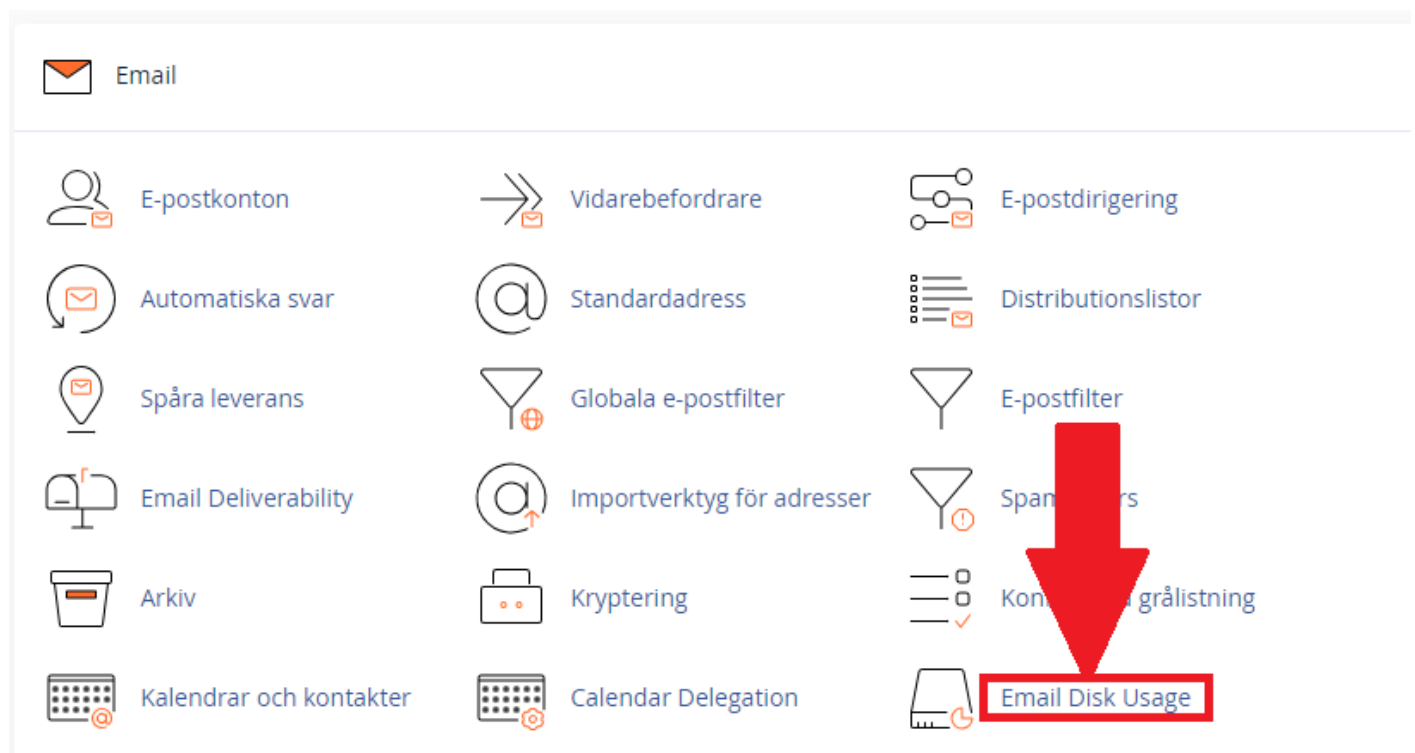 Email
E-postkonton
Vidarebefordrare
E-postdirigering
Automatiska svar
Standardadress
Distributionslistor
Spåra leverans
Globala e-postfilter
E-postfilter
Email Deliverability
Importverktyg för adresser
Arkiv
Kryptering
grålistning
Kalendrar och kontakter
Calendar Delegation
Email Disk Usage